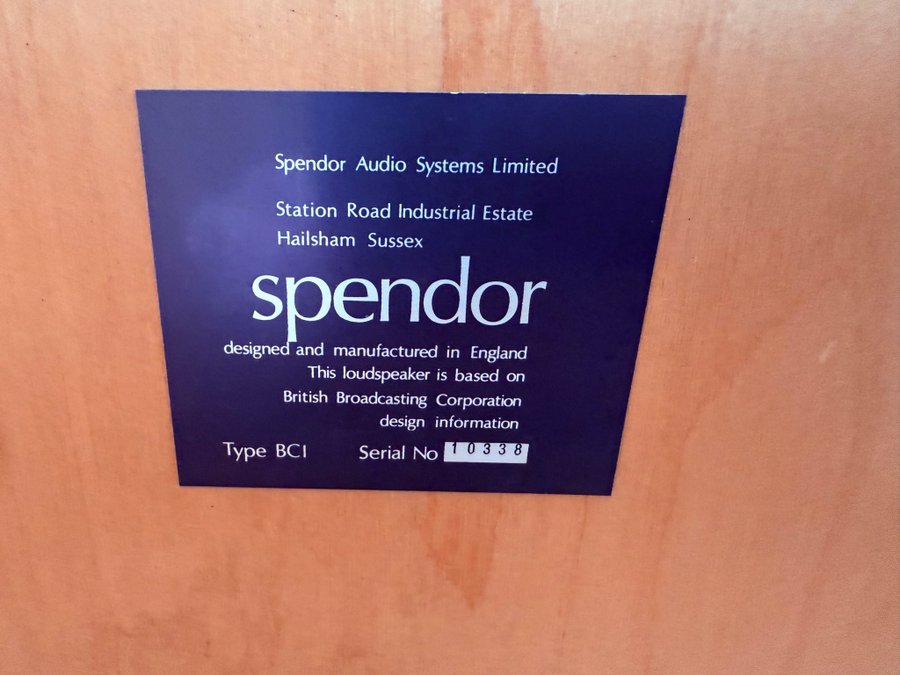 Spendor Audio Systems Limited
Station Road Industrial Estate
Hailsham Sussex
spendor
designed and manufactured in England
This loudspeaker is based on
British Broadcasting Corporation
design information
Type BC1 Serial No 10338